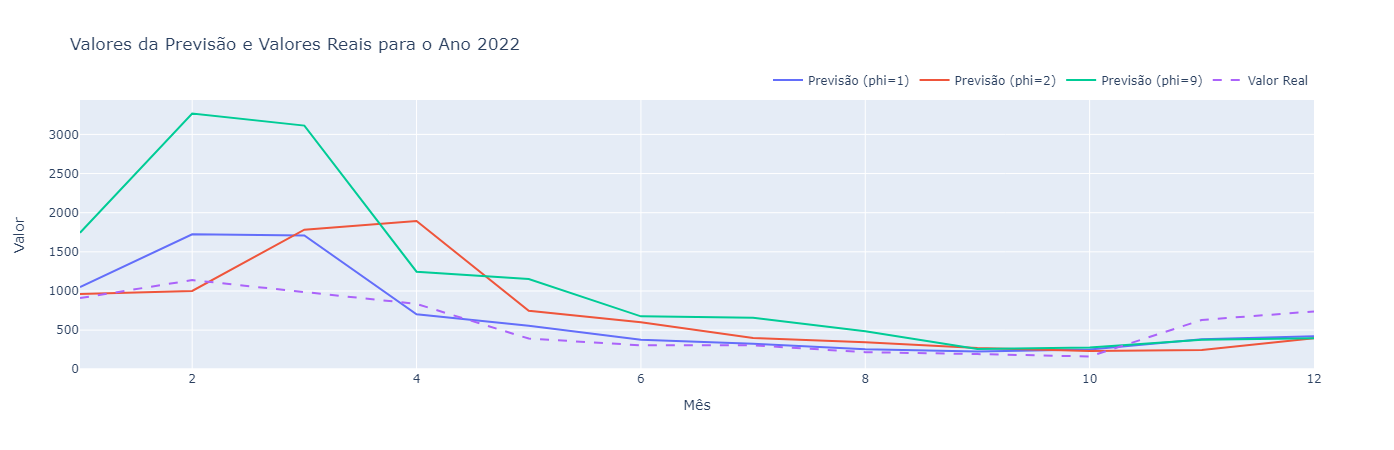 Valores da Previsão e Valores Reais para o Ano 2022
Previsão (phi=1) Previsão (phi=2) Previsão (phi=9) Valor Real
3000
2500
2000
1500
1000
500
0
Valor
2 4 6 8 10 12
Mês